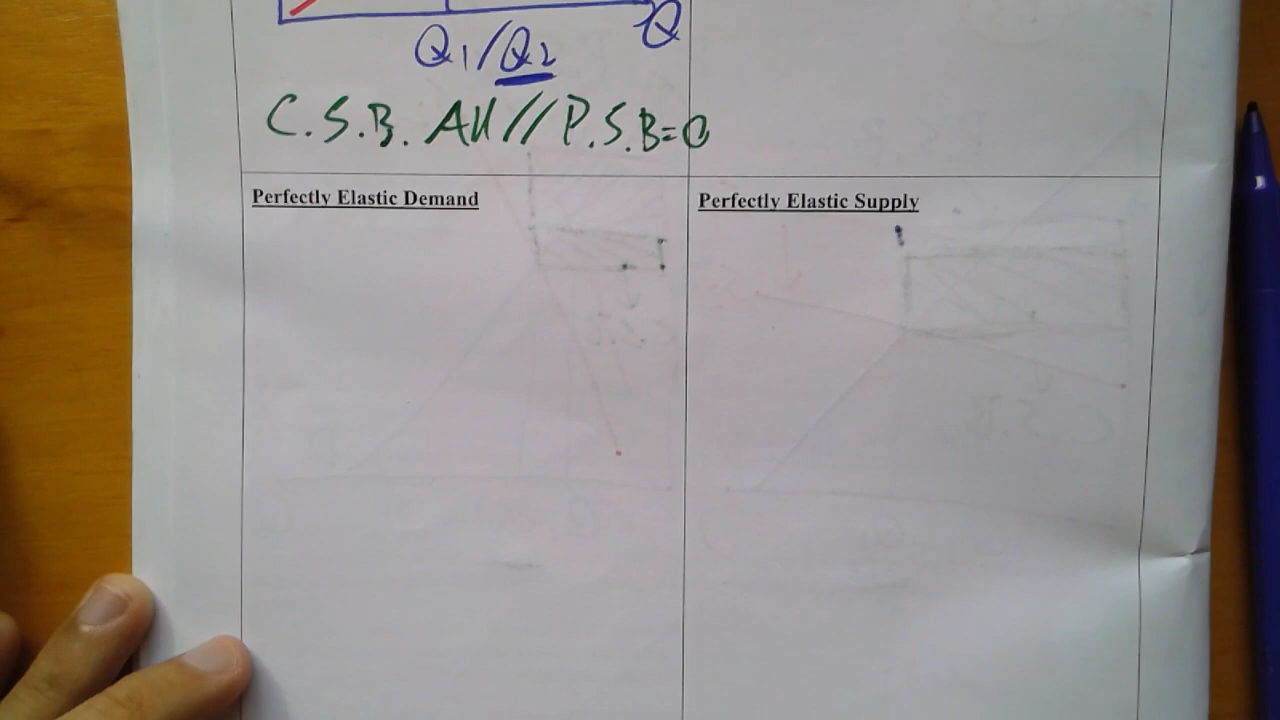 Q1/Q2
Q
C.S.B. All // P.S.B=0
Perfectly Elastic Demand
Perfectly Elastic Supply